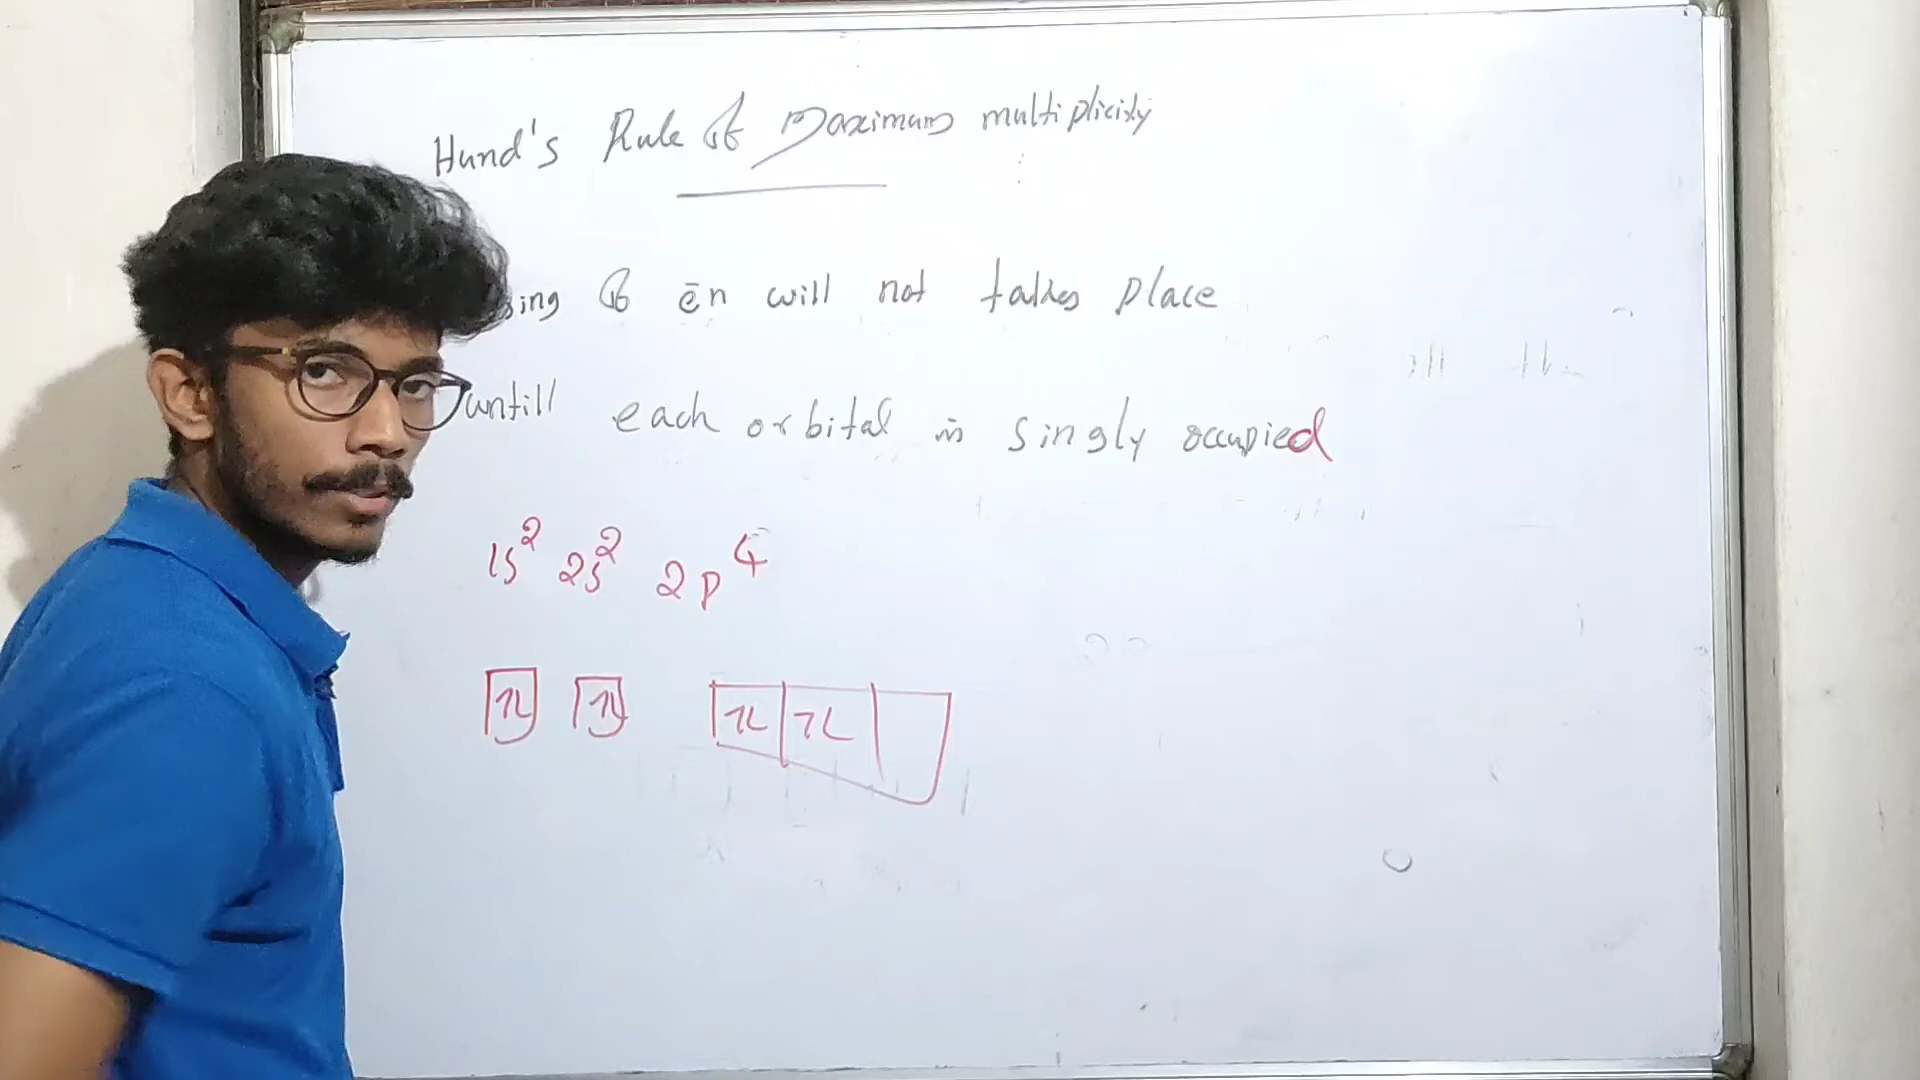 Hund's Rule of Maximum multiplicity
sing of ēn will not takes place
untill each orbital is singly occupied
1s² 2s² 2p⁴
⥮ ⥮ ⥮ ⥮